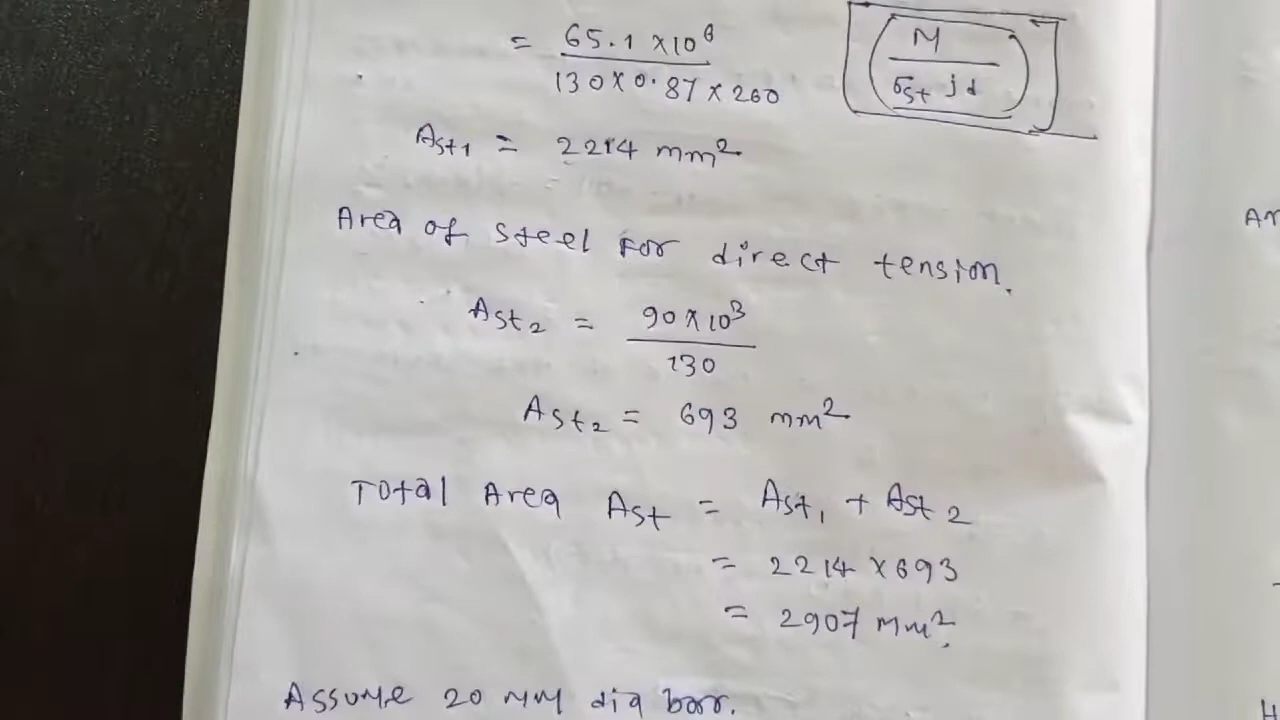 = 65.1 × 10⁶ / 130 × 0.87 × 260
( M / σst jd )
Ast₁ = 2214 mm²
Area of steel For direct tension.
Ast₂ = 90 × 10³ / 130
Ast₂ = 693 mm²
Total Area Ast = Ast₁ + Ast₂
= 2214 × 693
= 2907 mm².
Assume 20 mm dia bar.